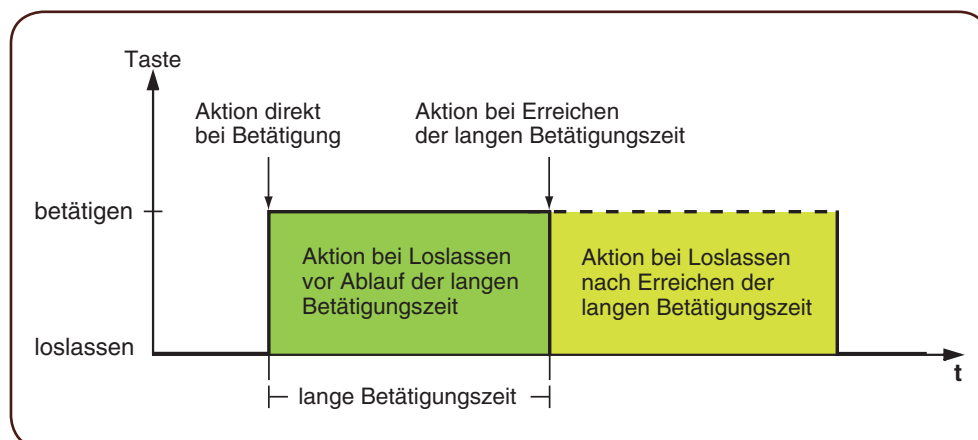 Taste
Aktion direkt
bei Betätigung
Aktion bei Erreichen
der langen Betätigungszeit
betätigen
Aktion bei Loslassen
vor Ablauf der langen
Betätigungszeit
Aktion bei Loslassen
nach Erreichen der
langen Betätigungszeit
loslassen
t
lange Betätigungszeit